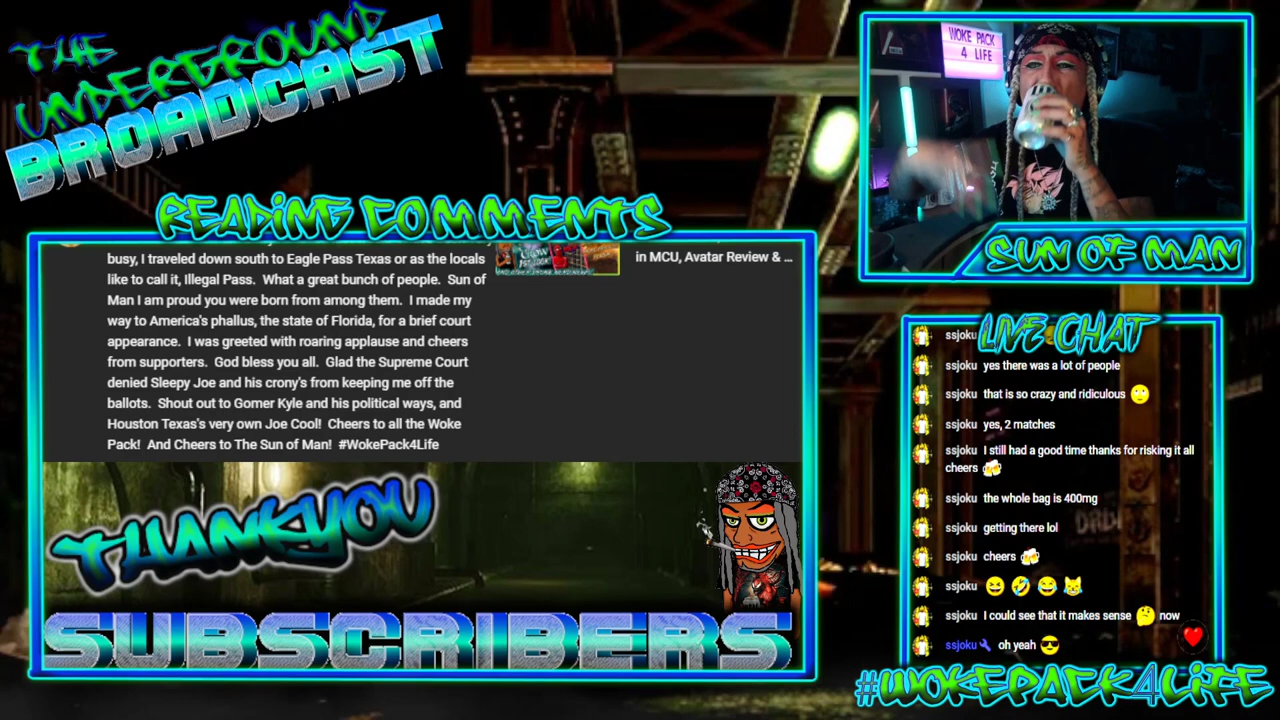 THE
UNDERGROUND
BROADCAST
READING COMMENTS
busy, I traveled down south to Eagle Pass Texas or as the locals
like to call it, Illegal Pass. What a great bunch of people. Sun of
Man I am proud you were born from among them. I made my
way to America's phallus, the state of Florida, for a brief court
appearance. I was greeted with roaring applause and cheers
from supporters. God bless you all. Glad the Supreme Court
denied Sleepy Joe and his crony's from keeping me off the
ballots. Shout out to Gomer Kyle and his political ways, and
Houston Texas's very own Joe Cool! Cheers to all the Woke
Pack! And Cheers to The Sun of Man! #WokePack4Life
in MCU, Avatar Review & ...
THANK YOU
SUBSCRIBERS
WOKE PACK
4 LIFE
SUN OF MAN
LIVE CHAT
ssjoku
ssjoku yes there was a lot of people
ssjoku that is so crazy and ridiculous 🙄
ssjoku yes, 2 matches
ssjoku I still had a good time thanks for risking it all
cheers 🍻
ssjoku the whole bag is 400mg
ssjoku getting there lol
ssjoku cheers 🍻
ssjoku 😆 🤣 😂 😹
ssjoku I could see that it makes sense 🤔 now
ssjoku oh yeah 😎
#WOKEPACK4LIFE